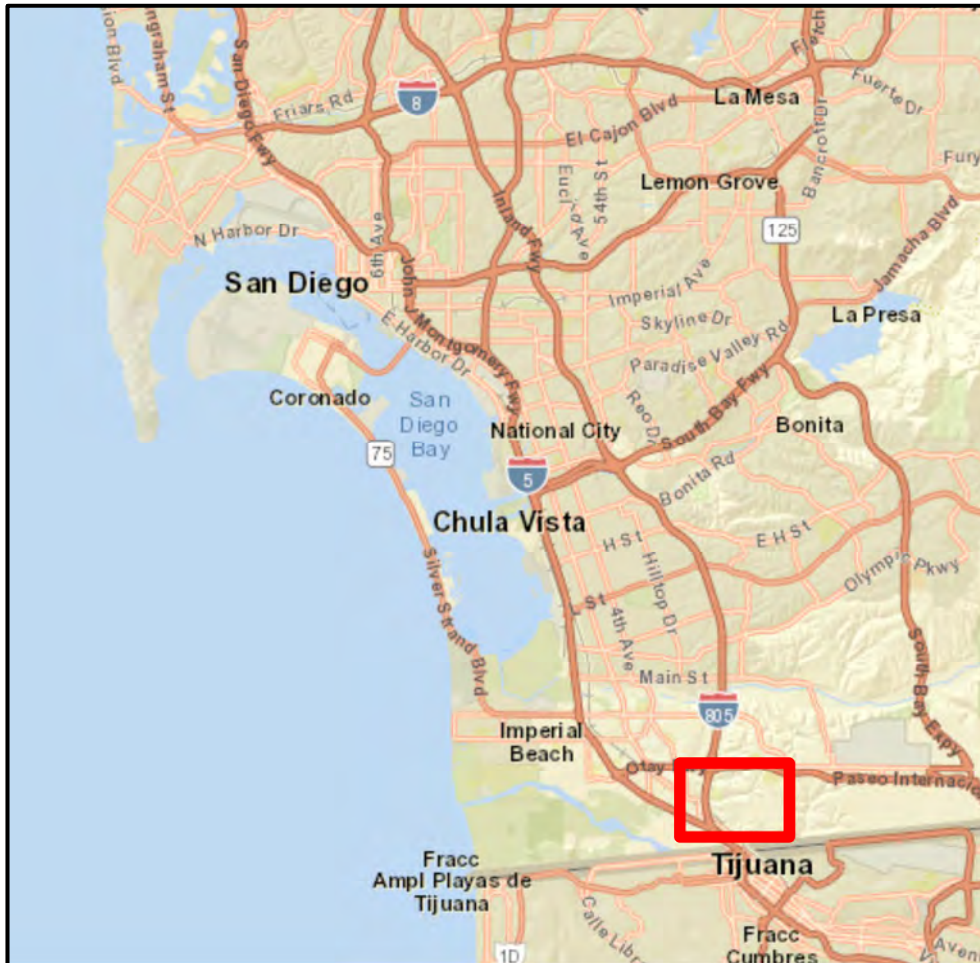 ngraham St
ion Blvd
San Diego Fwy
Friars Rd
8
La Mesa
Fletch
Fuerte Dr
El Cajon Blvd
Bancroft Dr
Fury
Lemon Grove
54th St
Inland Fwy
125
Jamacha Blvd
N Harbor Dr
6th Ave
San Diego
John J Montgomery Fwy
Imperial Ave
Skyline Dr
La Presa
E Harbor Dr
Paradise Valley Rd
Coronado
San
Diego
Bay
Reo Dr
South Bay Fwy
National City
Bonita
75
5
Bonita Rd
Chula Vista
H St
E H St
Hilltop Dr
Olympic Pkwy
Silver Strand Blvd
St
4th Ave
Main St
South Bay Expy
805
Imperial
Beach
Otay
Paseo Internacio
Tijuana
Fracc
Ampl Playas de
Tijuana
Calle Libr
1D
Fracc
Cumbres